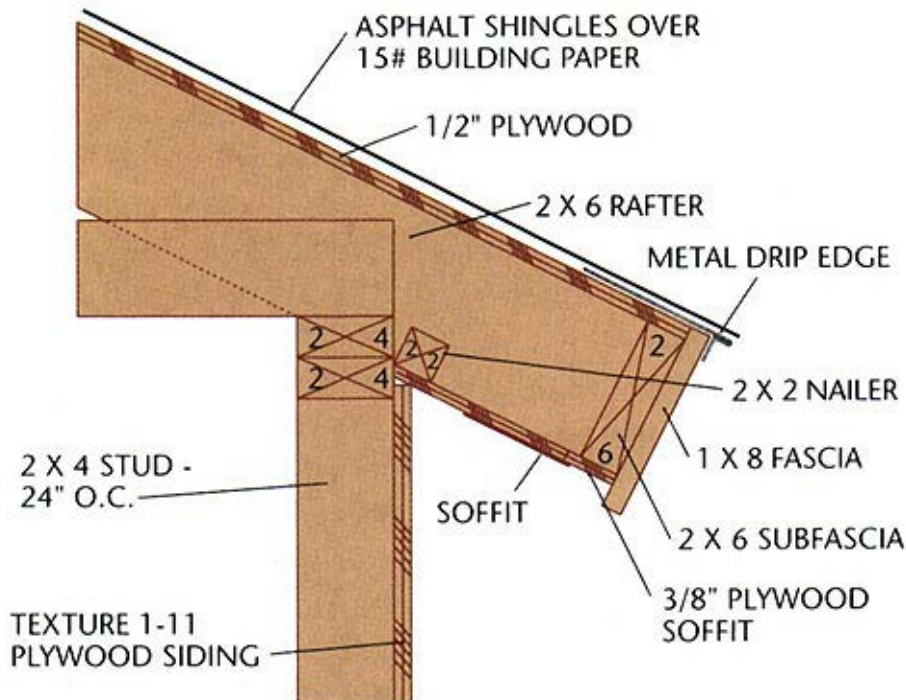 ASPHALT SHINGLES OVER
15# BUILDING PAPER
1/2" PLYWOOD
2 X 6 RAFTER
METAL DRIP EDGE
2 4
2 4
2 2
2
6
2 X 2 NAILER
1 X 8 FASCIA
2 X 4 STUD -
24" O.C.
SOFFIT
2 X 6 SUBFASCIA
3/8" PLYWOOD
SOFFIT
TEXTURE 1-11
PLYWOOD SIDING